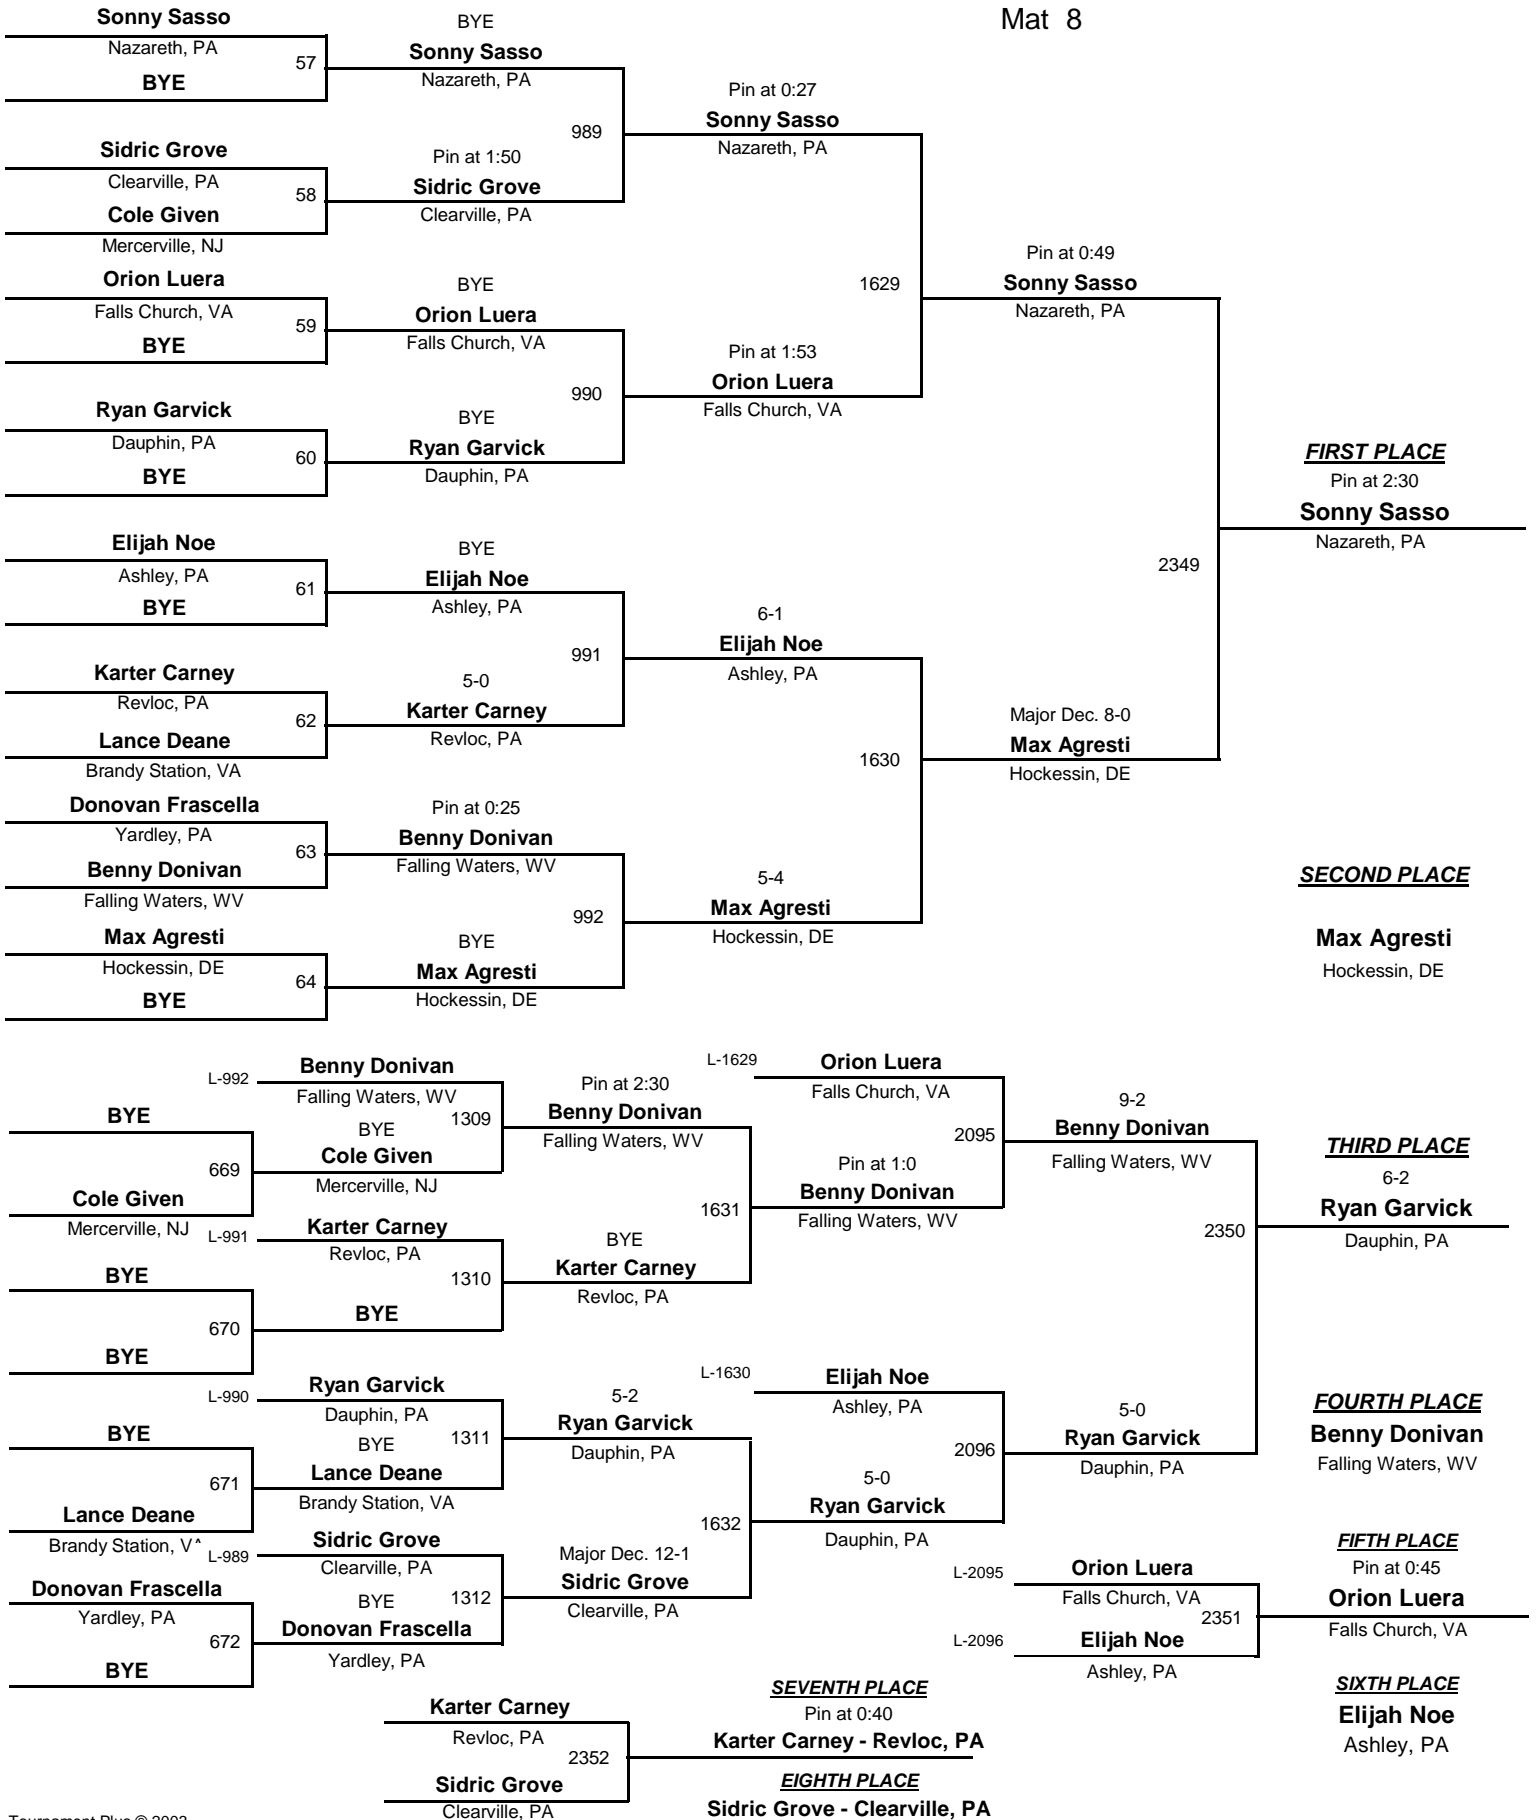 Mat 8
Sonny Sasso
Nazareth, PA
57
BYE
Sidric Grove
Clearville, PA
58
Cole Given
Mercerville, NJ
Orion Luera
Falls Church, VA
59
BYE
Ryan Garvick
Dauphin, PA
60
BYE
Elijah Noe
Ashley, PA
61
BYE
Karter Carney
Revloc, PA
62
Lance Deane
Brandy Station, VA
Donovan Frascella
Yardley, PA
63
Benny Donivan
Falling Waters, WV
Max Agresti
Hockessin, DE
64
BYE
BYE
Sonny Sasso
Nazareth, PA
989
Pin at 1:50
Sidric Grove
Clearville, PA
BYE
Orion Luera
Falls Church, VA
990
BYE
Ryan Garvick
Dauphin, PA
BYE
Elijah Noe
Ashley, PA
991
5-0
Karter Carney
Revloc, PA
Pin at 0:25
Benny Donivan
Falling Waters, WV
992
BYE
Max Agresti
Hockessin, DE
Pin at 0:27
Sonny Sasso
Nazareth, PA
1629
Pin at 1:53
Orion Luera
Falls Church, VA
6-1
Elijah Noe
Ashley, PA
1630
5-4
Max Agresti
Hockessin, DE
Pin at 0:49
Sonny Sasso
Nazareth, PA
2349
Major Dec. 8-0
Max Agresti
Hockessin, DE
FIRST PLACE
Pin at 2:30
Sonny Sasso
Nazareth, PA
SECOND PLACE
Max Agresti
Hockessin, DE
BYE
669
Cole Given
Mercerville, NJ
BYE
670
BYE
BYE
671
Lance Deane
Brandy Station, V
Donovan Frascella
Yardley, PA
672
BYE
L-992
Benny Donivan
Falling Waters, WV
1309
BYE
Cole Given
Mercerville, NJ
L-991
Karter Carney
Revloc, PA
1310
BYE
L-990
Ryan Garvick
Dauphin, PA
1311
BYE
Lance Deane
Brandy Station, VA
L-989
Sidric Grove
Clearville, PA
1312
BYE
Donovan Frascella
Yardley, PA
Pin at 2:30
Benny Donivan
Falling Waters, WV
1631
BYE
Karter Carney
Revloc, PA
5-2
Ryan Garvick
Dauphin, PA
1632
Major Dec. 12-1
Sidric Grove
Clearville, PA
L-1629
Orion Luera
Falls Church, VA
2095
Pin at 1:0
Benny Donivan
Falling Waters, WV
L-1630
Elijah Noe
Ashley, PA
2096
5-0
Ryan Garvick
Dauphin, PA
9-2
Benny Donivan
Falling Waters, WV
2350
5-0
Ryan Garvick
Dauphin, PA
THIRD PLACE
6-2
Ryan Garvick
Dauphin, PA
FOURTH PLACE
Benny Donivan
Falling Waters, WV
L-2095
Orion Luera
Falls Church, VA
2351
L-2096
Elijah Noe
Ashley, PA
FIFTH PLACE
Pin at 0:45
Orion Luera
Falls Church, VA
SIXTH PLACE
Elijah Noe
Ashley, PA
Karter Carney
Revloc, PA
2352
Sidric Grove
Clearville, PA
SEVENTH PLACE
Pin at 0:40
Karter Carney - Revloc, PA
EIGHTH PLACE
Sidric Grove - Clearville, PA
Tournament Plus © 2003